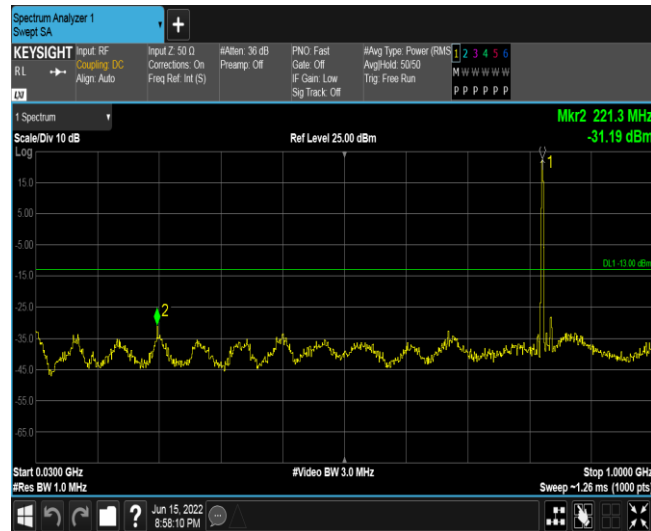 Spectrum Analyzer 1
Swept SA
+
KEYSIGHT
RL
LXI
Input: RF
Coupling: DC
Align: Auto
Input Z: 50 Ω
Corrections: On
Freq Ref: Int (S)
#Atten: 36 dB
Preamp: Off
PNO: Fast
Gate: Off
IF Gain: Low
Sig Track: Off
#Avg Type: Power (RMS
Avg|Hold: 50/50
Trig: Free Run
1 2 3 4 5 6
M W W W W W
P P P P P P
1 Spectrum
Scale/Div 10 dB
Ref Level 25.00 dBm
Mkr2 221.3 MHz
-31.19 dBm
Log
15.0
5.00
-5.00
-15.0
-25.0
-35.0
-45.0
-55.0
-65.0
1
DL1 -13.00 dBm
2
Start 0.0300 GHz
#Res BW 1.0 MHz
#Video BW 3.0 MHz
Stop 1.0000 GHz
Sweep ~1.26 ms (1000 pts)
?
Jun 15, 2022
8:58:10 PM